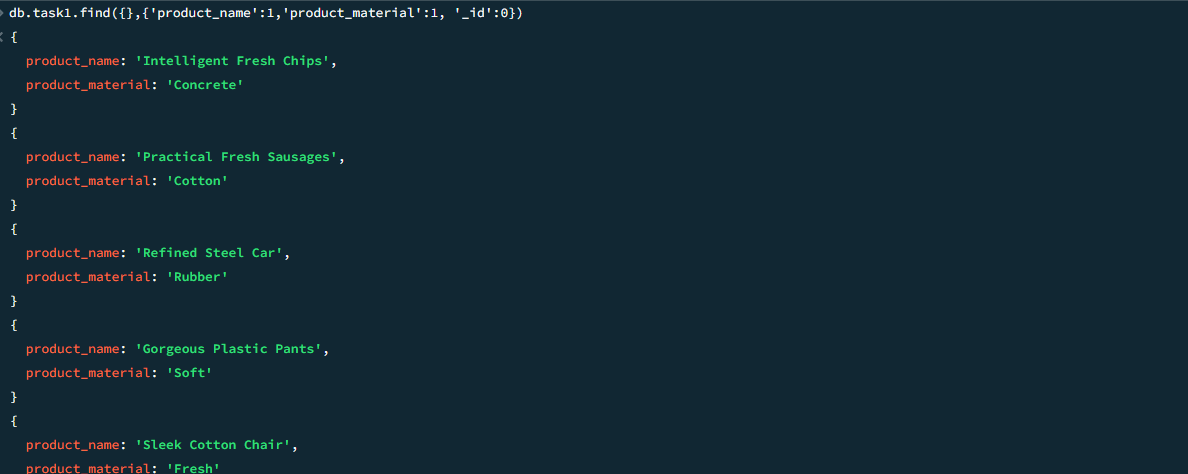 db.task1.find({},{'product_name':1,'product_material':1, '_id':0})
{
product_name: 'Intelligent Fresh Chips',
product_material: 'Concrete'
}
{
product_name: 'Practical Fresh Sausages',
product_material: 'Cotton'
}
{
product_name: 'Refined Steel Car',
product_material: 'Rubber'
}
{
product_name: 'Gorgeous Plastic Pants',
product_material: 'Soft'
}
{
product_name: 'Sleek Cotton Chair',
product_material: 'Fresh'